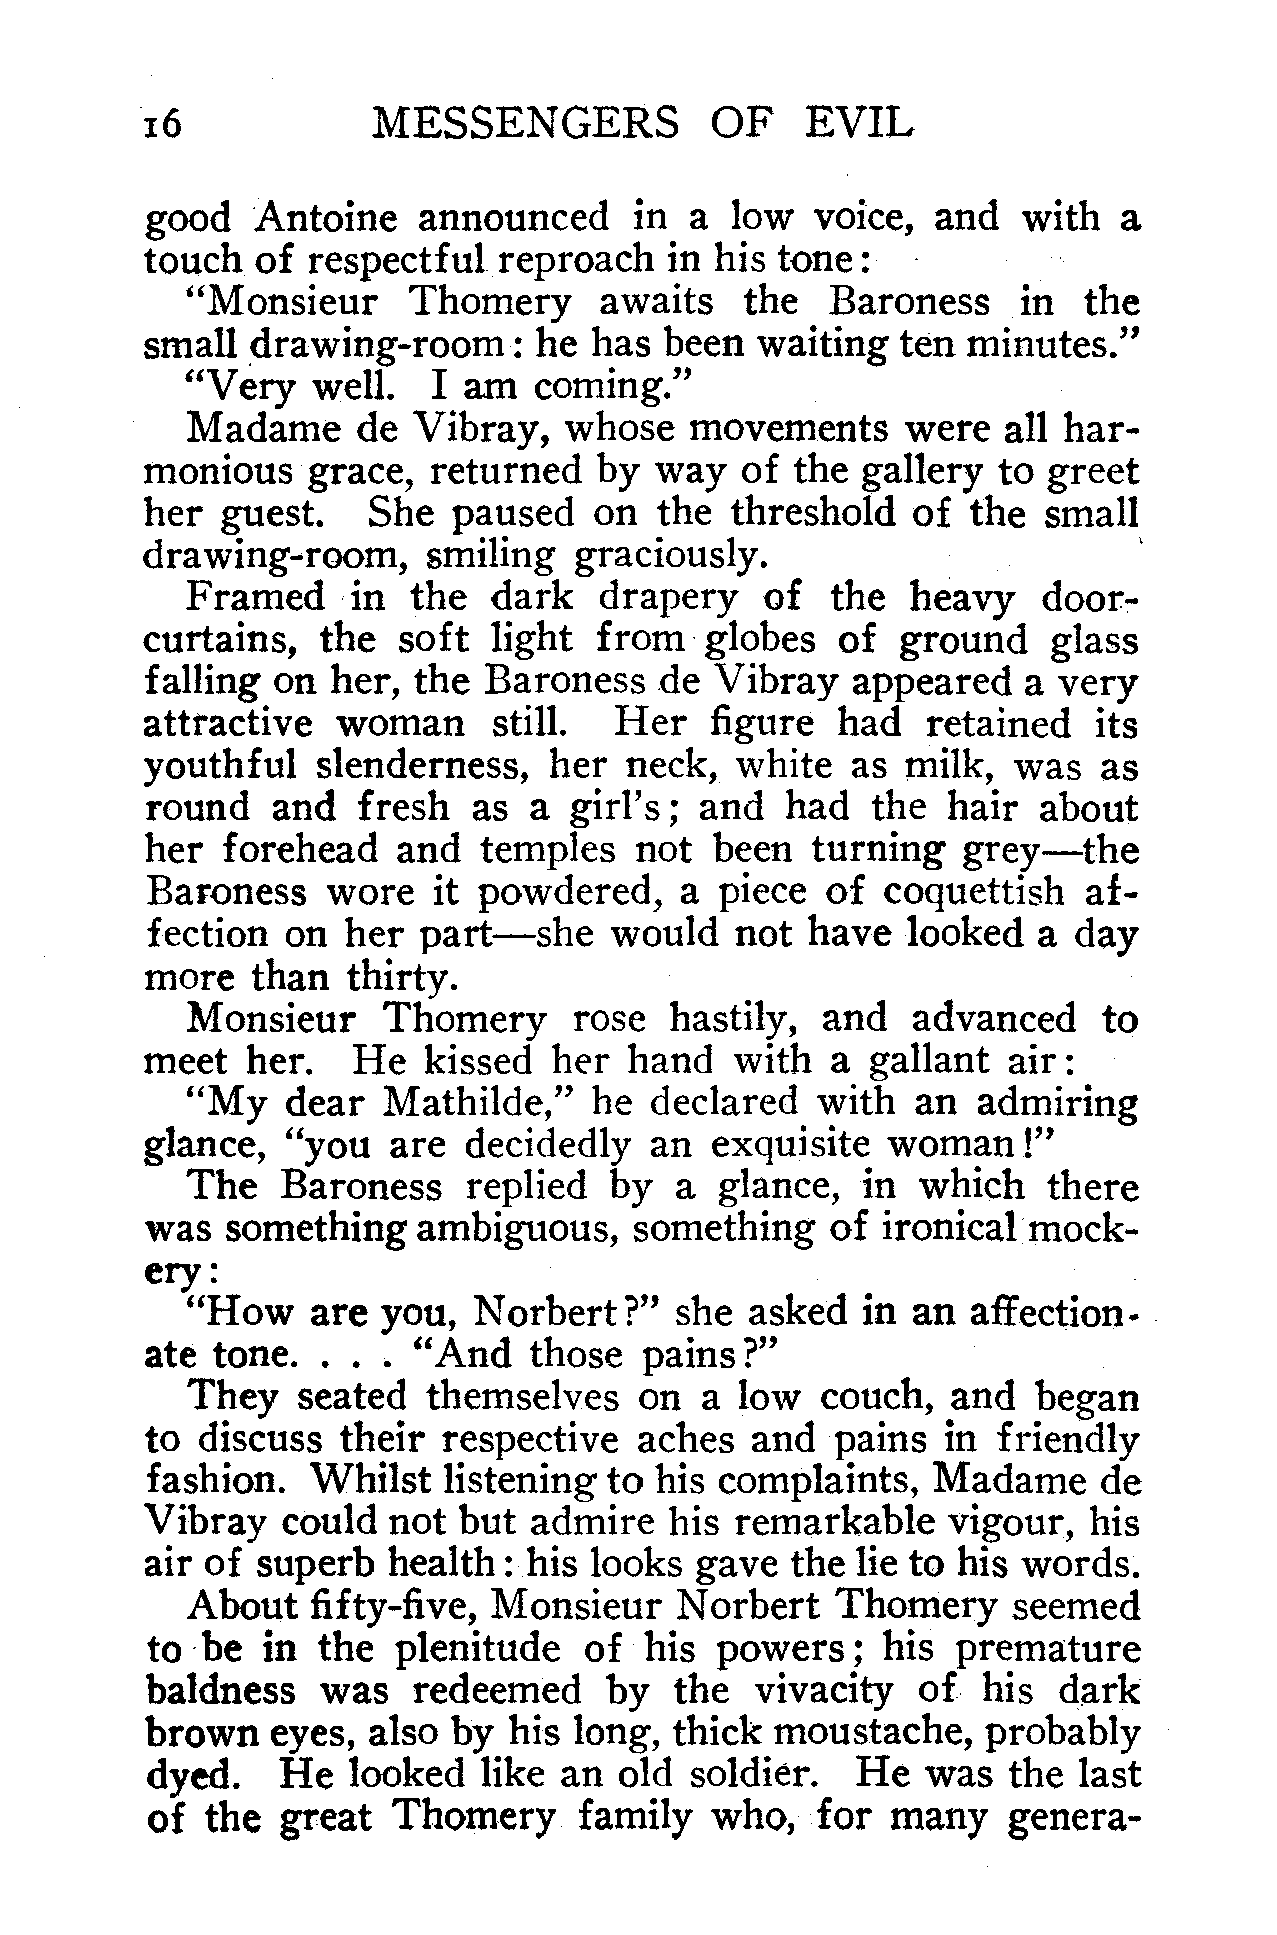 16 MESSENGERS OF EVIL
good Antoine announced in a low voice, and with a
touch of respectful reproach in his tone:
"Monsieur Thomery awaits the Baroness in the
small drawing-room: he has been waiting ten minutes."
"Very well. I am coming."
Madame de Vibray, whose movements were all har-
monious grace, returned by way of the gallery to greet
her guest. She paused on the threshold of the small
drawing-room, smiling graciously.
Framed in the dark drapery of the heavy door-
curtains, the soft light from globes of ground glass
falling on her, the Baroness de Vibray appeared a very
attractive woman still. Her figure had retained its
youthful slenderness, her neck, white as milk, was as
round and fresh as a girl's; and had the hair about
her forehead and temples not been turning grey—the
Baroness wore it powdered, a piece of coquettish af-
fection on her part—she would not have looked a day
more than thirty.
Monsieur Thomery rose hastily, and advanced to
meet her. He kissed her hand with a gallant air:
"My dear Mathilde," he declared with an admiring
glance, "you are decidedly an exquisite woman!"
The Baroness replied by a glance, in which there
was something ambiguous, something of ironical mock-
ery:
"How are you, Norbert?" she asked in an affection-
ate tone. . . . "And those pains?"
They seated themselves on a low couch, and began
to discuss their respective aches and pains in friendly
fashion. Whilst listening to his complaints, Madame de
Vibray could not but admire his remarkable vigour, his
air of superb health: his looks gave the lie to his words.
About fifty-five, Monsieur Norbert Thomery seemed
to be in the plenitude of his powers; his premature
baldness was redeemed by the vivacity of his dark
brown eyes, also by his long, thick moustache, probably
dyed. He looked like an old soldier. He was the last
of the great Thomery family who, for many genera-